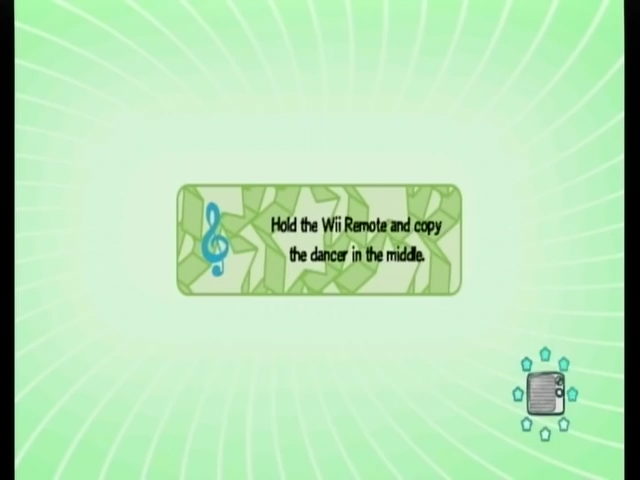 Hold the Wii Remote and copy
the dancer in the middle.